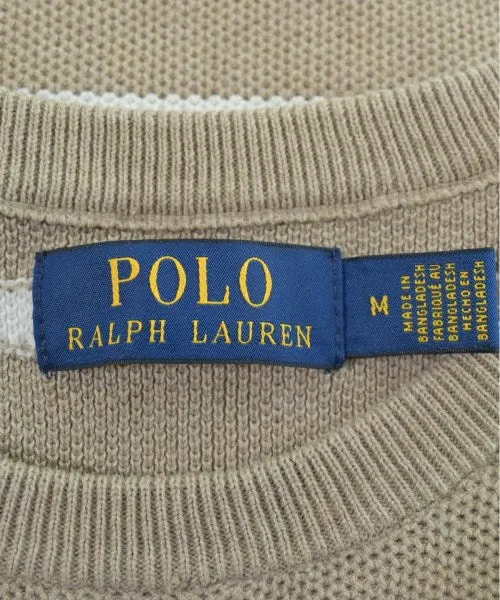 POLO
RALPH LAUREN
M
MADE IN
BANGLADESH
FABRIQUÉ AU
BANGLADESH
HECHO EN
BANGLADESH